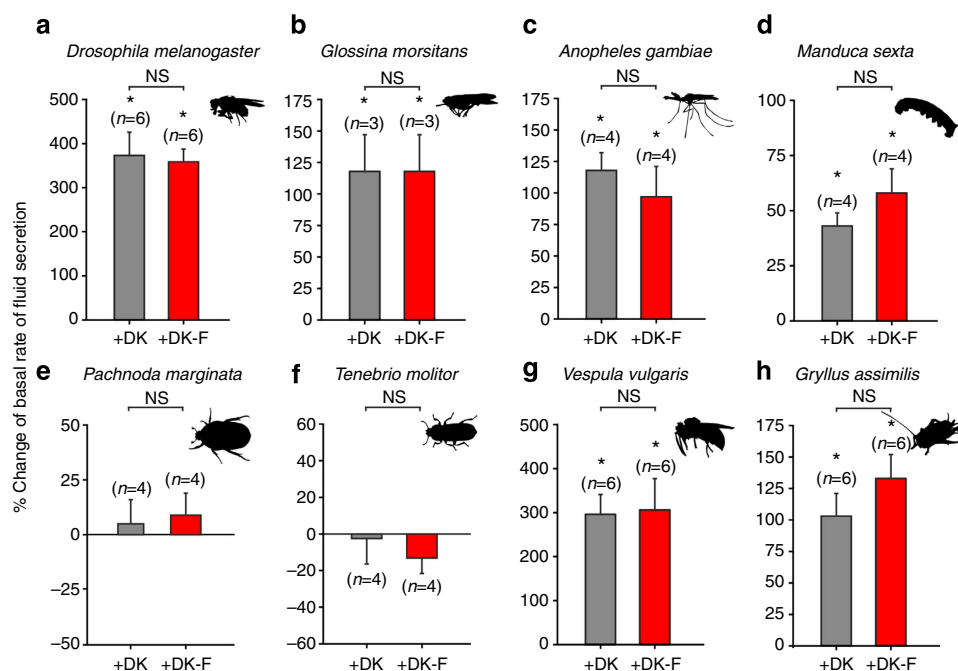 a
Drosophila melanogaster
NS
*
(n=6)
*
(n=6)
500
400
300
200
100
0
+DK +DK-F
b
Glossina morsitans
NS
*
(n=3)
*
(n=3)
175
150
125
100
75
50
25
0
+DK +DK-F
c
Anopheles gambiae
NS
*
(n=4)
*
(n=4)
175
150
125
100
75
50
25
0
+DK +DK-F
d
Manduca sexta
NS
*
(n=4)
*
(n=4)
100
75
50
25
0
+DK +DK-F
% Change of basal rate of fluid secretion
e
Pachnoda marginata
NS
(n=4)
(n=4)
50
25
0
−25
−50
+DK +DK-F
f
Tenebrio molitor
NS
(n=4)
(n=4)
60
40
20
0
−20
−40
−60
+DK +DK-F
g
Vespula vulgaris
NS
*
(n=6)
*
(n=6)
500
400
300
200
100
0
+DK +DK-F
h
Gryllus assimilis
NS
*
(n=6)
*
(n=6)
175
150
125
100
75
50
25
0
+DK +DK-F